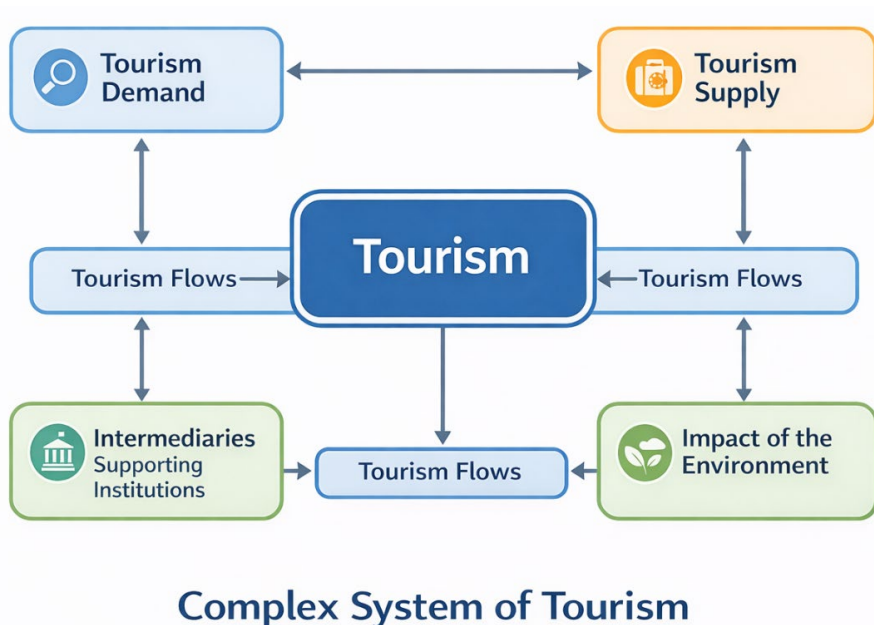 Tourism
Demand
Tourism
Supply
Tourism Flows
Tourism
Tourism Flows
Intermediaries
Supporting
Institutions
Tourism Flows
Impact of the
Environment
Complex System of Tourism